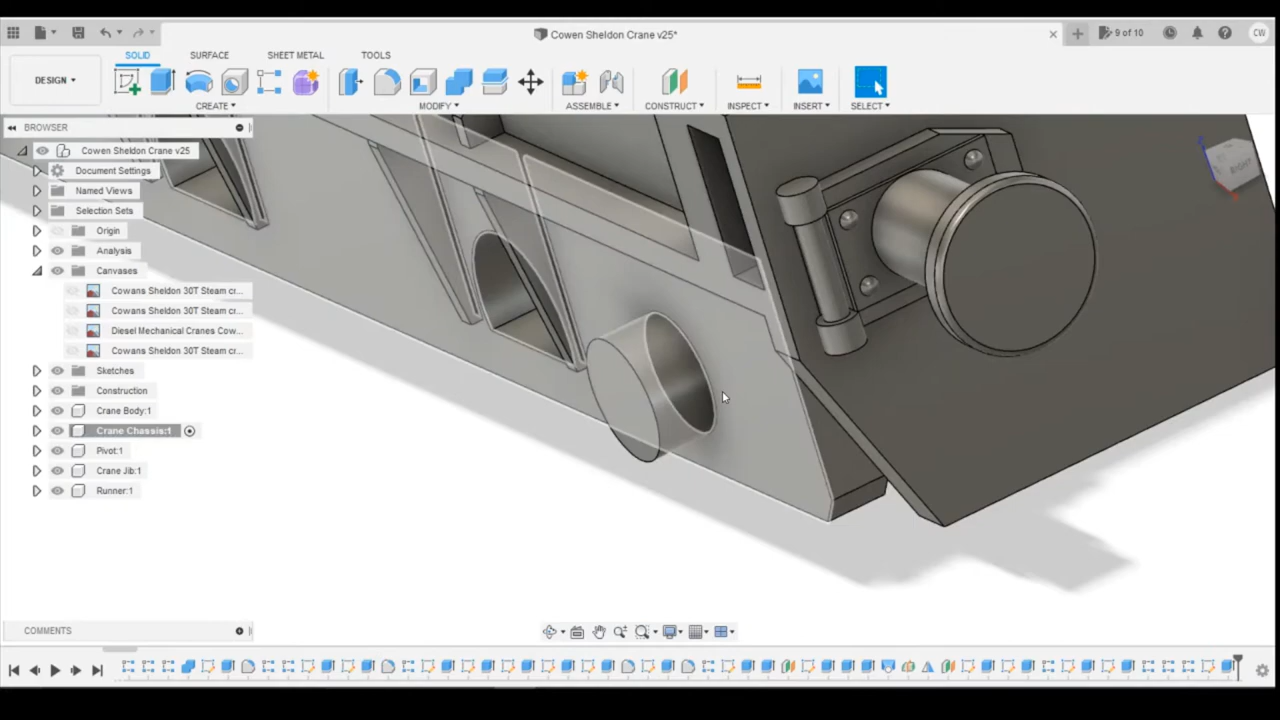 Cowen Sheldon Crane v25*
9 of 10
CW
DESIGN
SOLID
SURFACE
SHEET METAL
TOOLS
CREATE
MODIFY
ASSEMBLE
CONSTRUCT
INSPECT
INSERT
SELECT
BROWSER
Cowen Sheldon Crane v25
Document Settings
Named Views
Selection Sets
Origin
Analysis
Canvases
Cowans Sheldon 30T Steam cr...
Cowans Sheldon 30T Steam cr...
Diesel Mechanical Cranes Cow...
Cowans Sheldon 30T Steam cr...
Sketches
Construction
Crane Body:1
Crane Chassis:1
Pivot:1
Crane Jib:1
Runner:1
RIGHT
COMMENTS